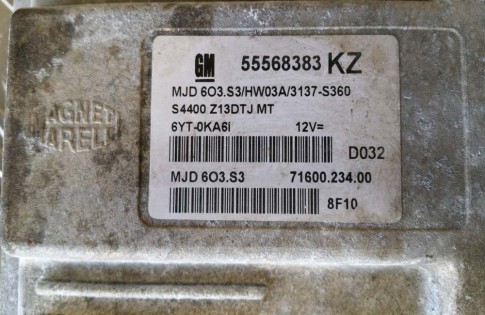 GM 55568383 KZ
MJD 6O3.S3/HW03A/3137-S360
S4400 Z13DTJ MT
6YT-0KA6i 12V=
D032
MJD 6O3.S3 71600.234.00
8F10
MAGNETI
MARELLI